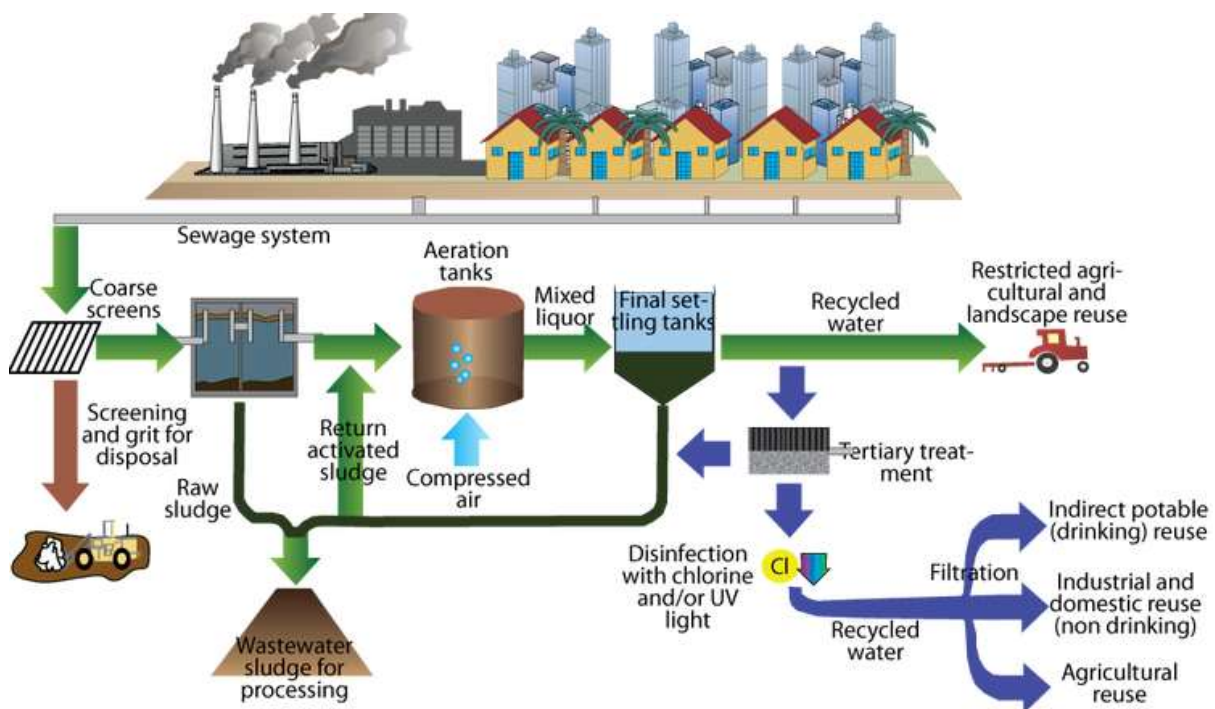 Sewage system
Coarse
screens
Aeration
tanks
Mixed
liquor
Final set-
tling tanks
Recycled
water
Restricted agri-
cultural and
landscape reuse
Screening
and grit for
disposal
Raw
sludge
Return
activated
sludge
Compressed
air
Tertiary treat-
ment
Wastewater
sludge for
processing
Disinfection
with chlorine
and/or UV
light
Cl
Recycled
water
Filtration
Indirect potable
(drinking) reuse
Industrial and
domestic reuse
(non drinking)
Agricultural
reuse